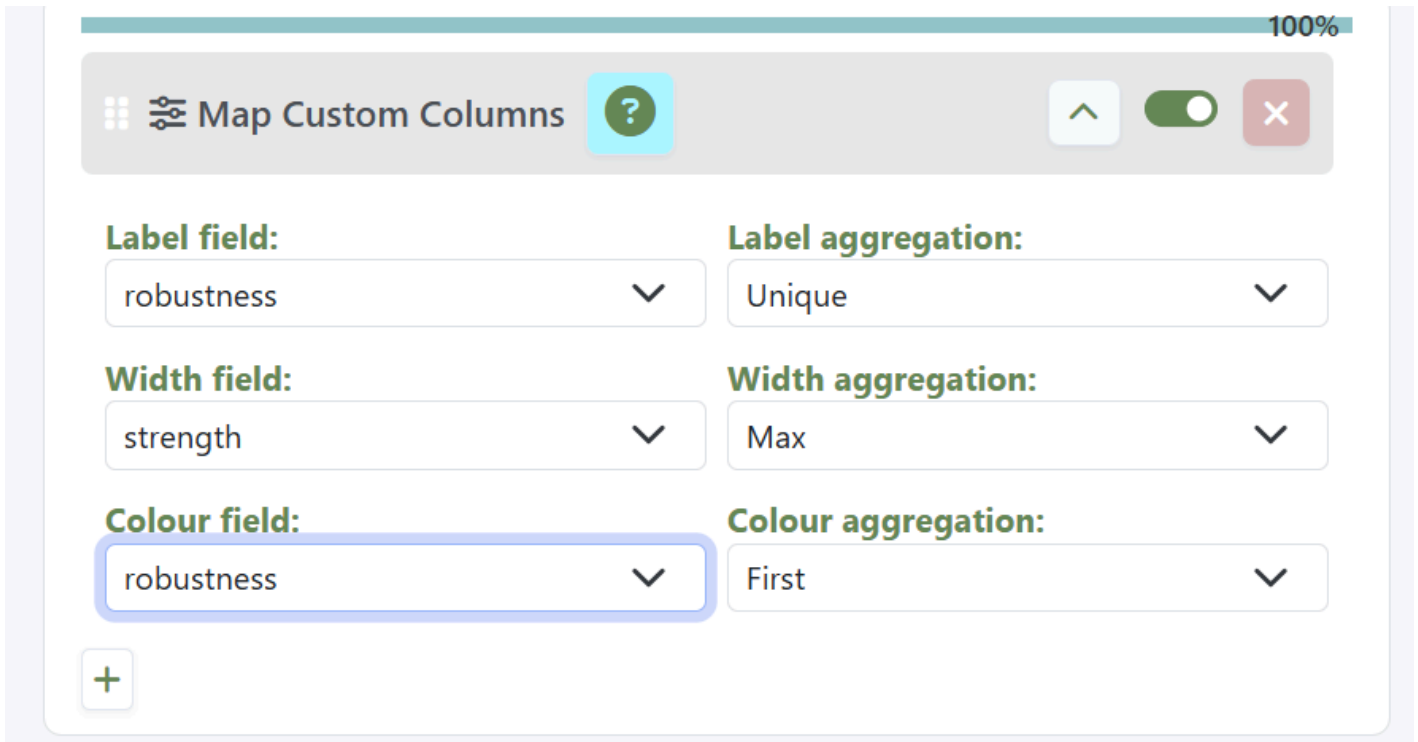 100%
Map Custom Columns ?
Label field: Label aggregation:
robustness Unique
Width field: Width aggregation:
strength Max
Colour field: Colour aggregation:
robustness First
+